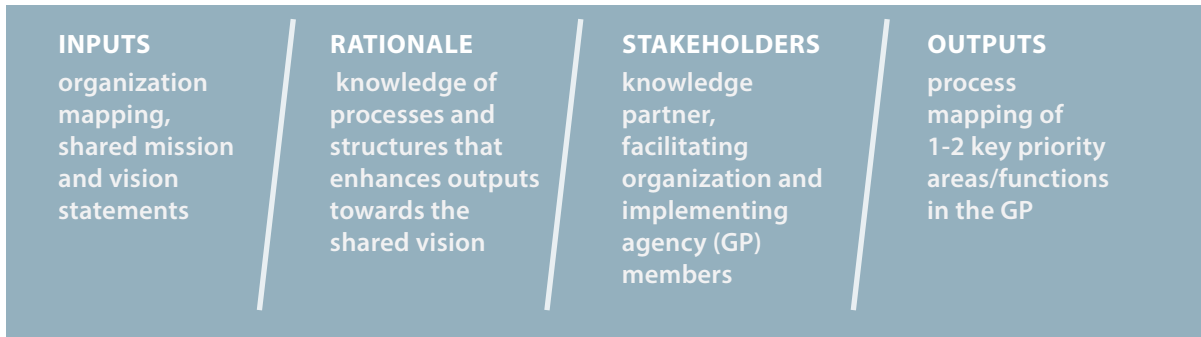 INPUTS
organization
mapping,
shared mission
and vision
statements
RATIONALE
knowledge of
processes and
structures that
enhances outputs
towards the
shared vision
STAKEHOLDERS
knowledge
partner,
facilitating
organization and
implementing
agency (GP)
members
OUTPUTS
process
mapping of
1-2 key priority
areas/functions
in the GP